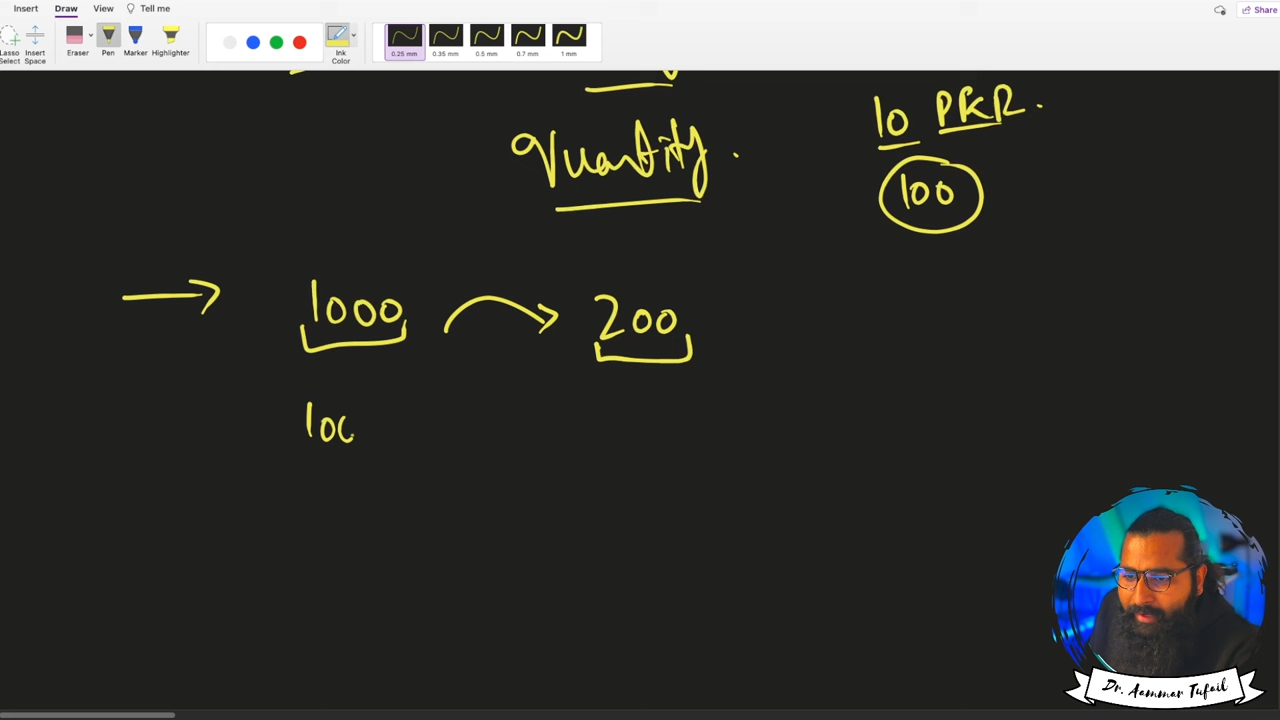 Insert Draw View Tell me
Share
Lasso Select
Insert Space
Eraser
Pen
Marker
Highlighter
Ink Color
0.25 mm
0.35 mm
0.5 mm
0.7 mm
1 mm
10 PKR.
Quantity.
100
1000
200
100
Dr. Aammar Tufail